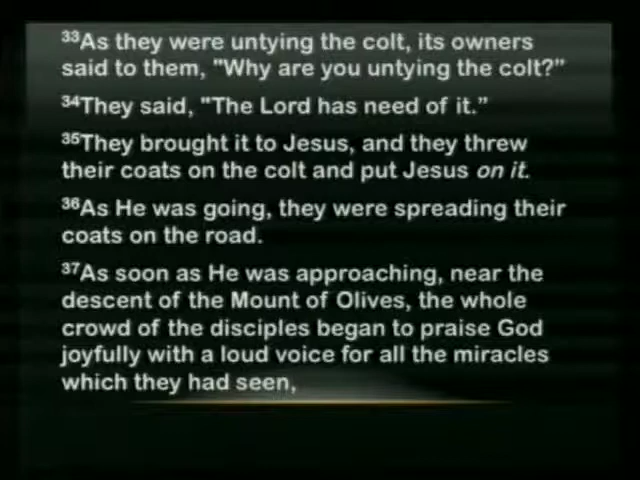 ³³As they were untying the colt, its owners
said to them, "Why are you untying the colt?”
³⁴They said, "The Lord has need of it.”
³⁵They brought it to Jesus, and they threw
their coats on the colt and put Jesus on it.
³⁶As He was going, they were spreading their
coats on the road.
³⁷As soon as He was approaching, near the
descent of the Mount of Olives, the whole
crowd of the disciples began to praise God
joyfully with a loud voice for all the miracles
which they had seen,